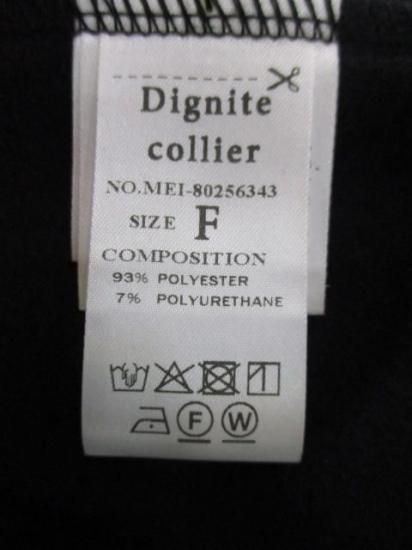 Dignite
collier
NO.MEI-80256343
SIZE F
COMPOSITION
93% POLYESTER
7% POLYURETHANE
F W